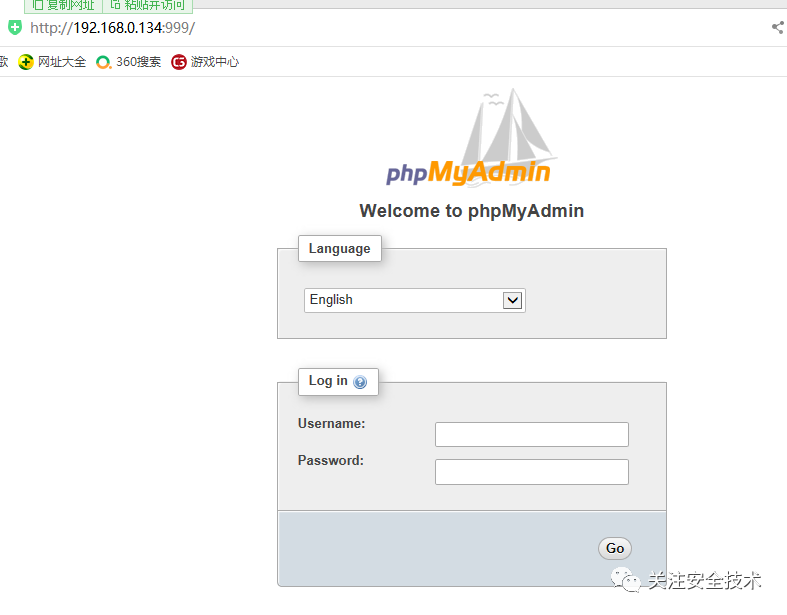 复制网址 粘贴并访问
http://192.168.0.134:999/
歌 网址大全 360搜索 游戏中心
phpMyAdmin
Welcome to phpMyAdmin
Language
English
Log in
Username:
Password:
Go
关注安全技术